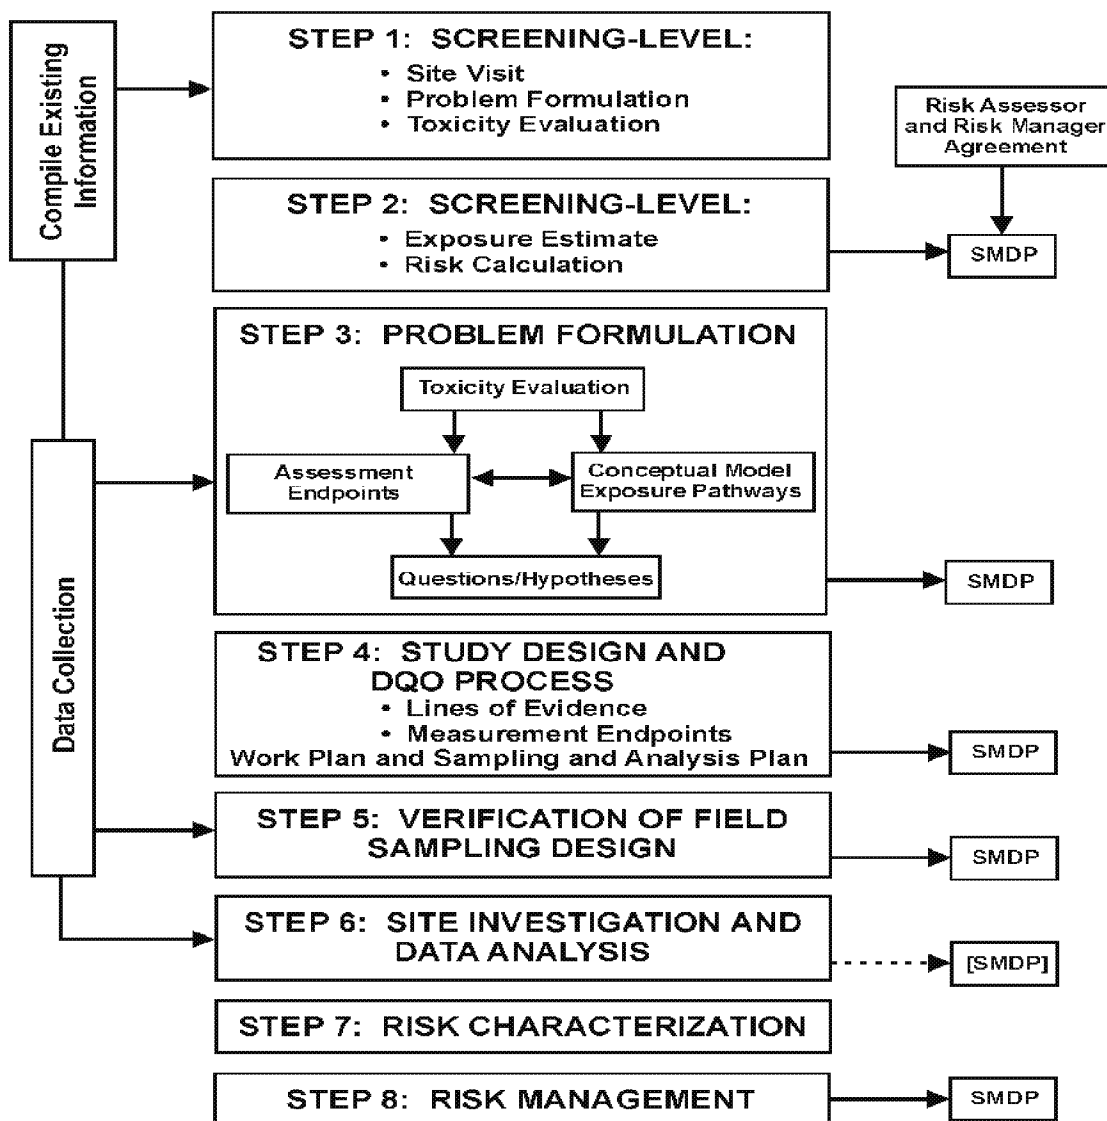 Compile Existing
Information
STEP 1: SCREENING-LEVEL:
• Site Visit
• Problem Formulation
• Toxicity Evaluation
Risk Assessor
and Risk Manager
Agreement
STEP 2: SCREENING-LEVEL:
• Exposure Estimate
• Risk Calculation
SMDP
Data Collection
STEP 3: PROBLEM FORMULATION
Toxicity Evaluation
Assessment
Endpoints
Conceptual Model
Exposure Pathways
Questions/Hypotheses
SMDP
STEP 4: STUDY DESIGN AND
DQO PROCESS
• Lines of Evidence
• Measurement Endpoints
Work Plan and Sampling and Analysis Plan
SMDP
STEP 5: VERIFICATION OF FIELD
SAMPLING DESIGN
SMDP
STEP 6: SITE INVESTIGATION AND
DATA ANALYSIS
[SMDP]
STEP 7: RISK CHARACTERIZATION
STEP 8: RISK MANAGEMENT
SMDP